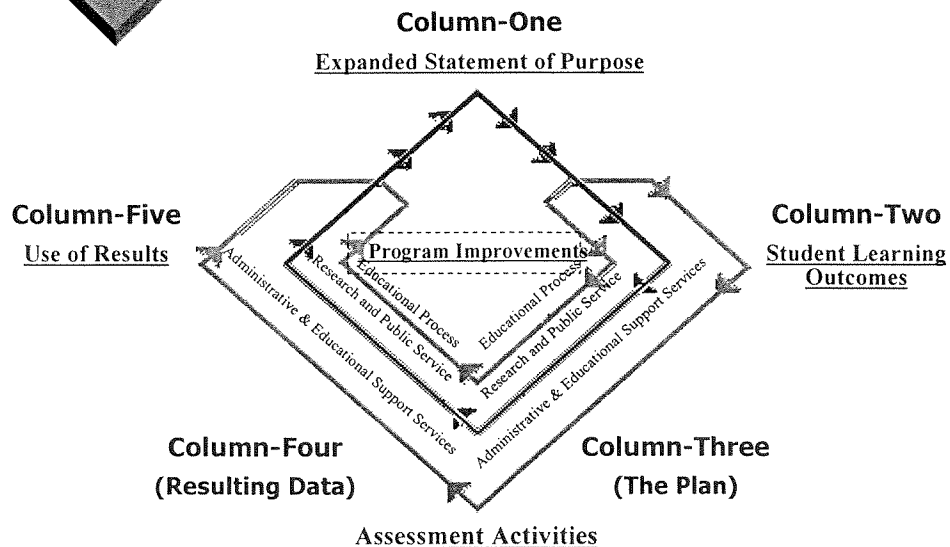 Column-One
Expanded Statement of Purpose
Column-Five
Use of Results
Column-Two
Student Learning
Outcomes
Program Improvements
Educational Process
Research and Public Service
Administrative & Educational Support Services
Educational Process
Research and Public Service
Administrative & Educational Support Services
Column-Four
(Resulting Data)
Column-Three
(The Plan)
Assessment Activities